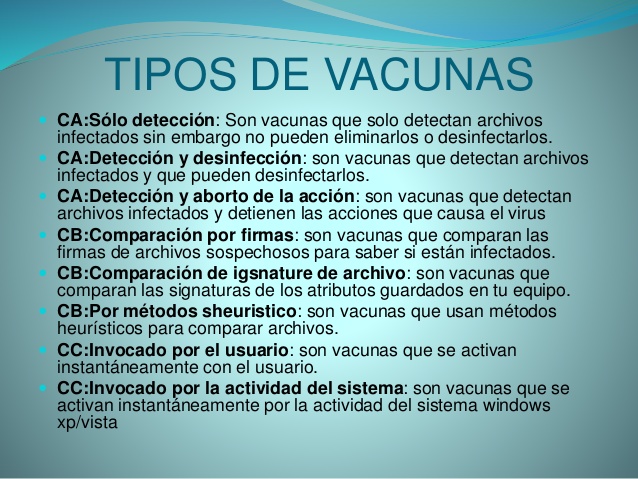 TIPOS DE VACUNAS
CA:Sólo detección: Son vacunas que solo detectan archivos
infectados sin embargo no pueden eliminarlos o desinfectarlos.
CA:Detección y desinfección: son vacunas que detectan archivos
infectados y que pueden desinfectarlos.
CA:Detección y aborto de la acción: son vacunas que detectan
archivos infectados y detienen las acciones que causa el virus
CB:Comparación por firmas: son vacunas que comparan las
firmas de archivos sospechosos para saber si están infectados.
CB:Comparación de igsnature de archivo: son vacunas que
comparan las signaturas de los atributos guardados en tu equipo.
CB:Por métodos sheuristico: son vacunas que usan métodos
heurísticos para comparar archivos.
CC:Invocado por el usuario: son vacunas que se activan
instantáneamente con el usuario.
CC:Invocado por la actividad del sistema: son vacunas que se
activan instantáneamente por la actividad del sistema windows
xp/vista